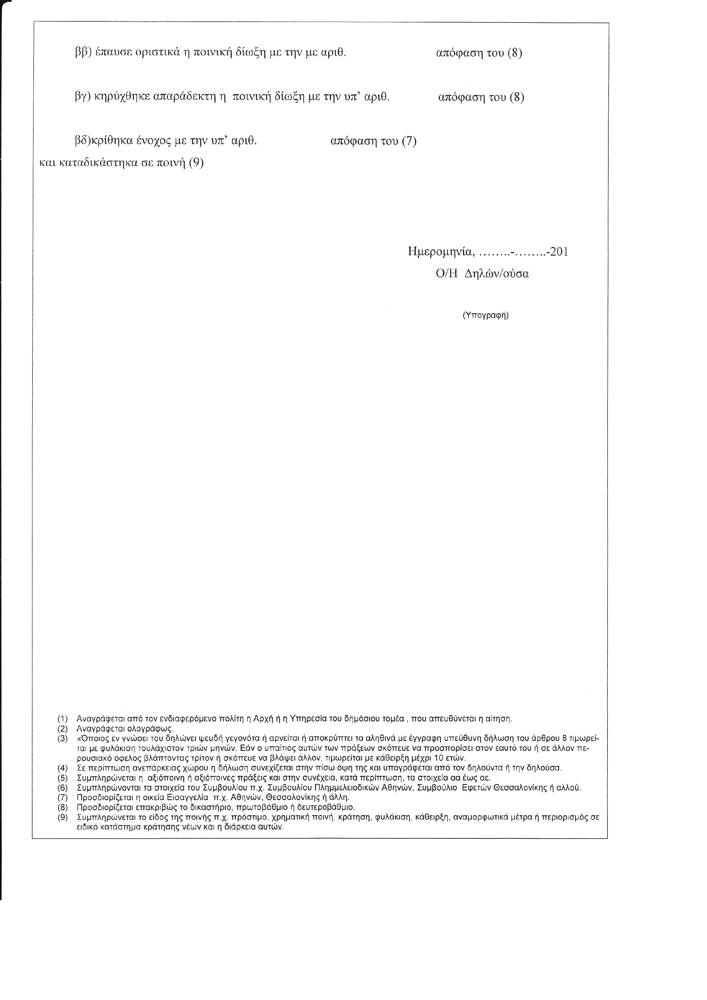 ββ) έπαυσε οριστικά η ποινική δίωξη με την με αριθ. απόφαση του (8)
βγ) κηρύχθηκε απαράδεκτη η ποινική δίωξη με την υπ’ αριθ. απόφαση του (8)
βδ)κρίθηκα ένοχος με την υπ’ αριθ. απόφαση του (7)
και καταδικάστηκα σε ποινή (9)
Ημερομηνία, ........-........-201
Ο/Η Δηλών/ούσα
(Υπογραφή)
(1) Αναγράφεται από τον ενδιαφερόμενο πολίτη η Αρχή ή η Υπηρεσία του δημόσιου τομέα , που απευθύνεται η αίτηση.
(2) Αναγράφεται ολογράφως.
(3) «Όποιος εν γνώσει του δηλώνει ψευδή γεγονότα ή αρνείται ή αποκρύπτει τα αληθινά με έγγραφη υπεύθυνη δήλωση του άρθρου 8 τιμωρεί-
ται με φυλάκιση τουλάχιστον τριών μηνών. Εάν ο υπαίτιος αυτών των πράξεων σκόπευε να προσπορίσει στον εαυτό του ή σε άλλον πε-
ρουσιακό όφελος βλάπτοντας τρίτον ή σκόπευε να βλάψει άλλον, τιμωρείται με κάθειρξη μέχρι 10 ετών.
(4) Σε περίπτωση ανεπάρκειας χώρου η δήλωση συνεχίζεται στην πίσω όψη της και υπογράφεται από τον δηλούντα ή την δηλούσα.
(5) Συμπληρώνεται η αξιόποινη ή αξιόποινες πράξεις και στην συνέχεια, κατά περίπτωση, τα στοιχεία αα έως αε.
(6) Συμπληρώνονται τα στοιχεία του Συμβουλίου π.χ. Συμβουλίου Πλημμελειοδικών Αθηνών, Συμβούλιο Εφετών Θεσσαλονίκης ή αλλού.
(7) Προσδιορίζεται η οικεία Εισαγγελία π.χ. Αθηνών, Θεσσαλονίκης ή άλλη.
(8) Προσδιορίζεται επακριβώς το δικαστήριο, πρωτοβάθμιο ή δευτεροβάθμιο.
(9) Συμπληρώνεται το είδος της ποινής π.χ. πρόστιμο, χρηματική ποινή, κράτηση, φυλάκιση, κάθειρξη, αναμορφωτικά μέτρα ή περιορισμός σε
ειδικό κατάστημα κράτησης νέων και η διάρκεια αυτών.